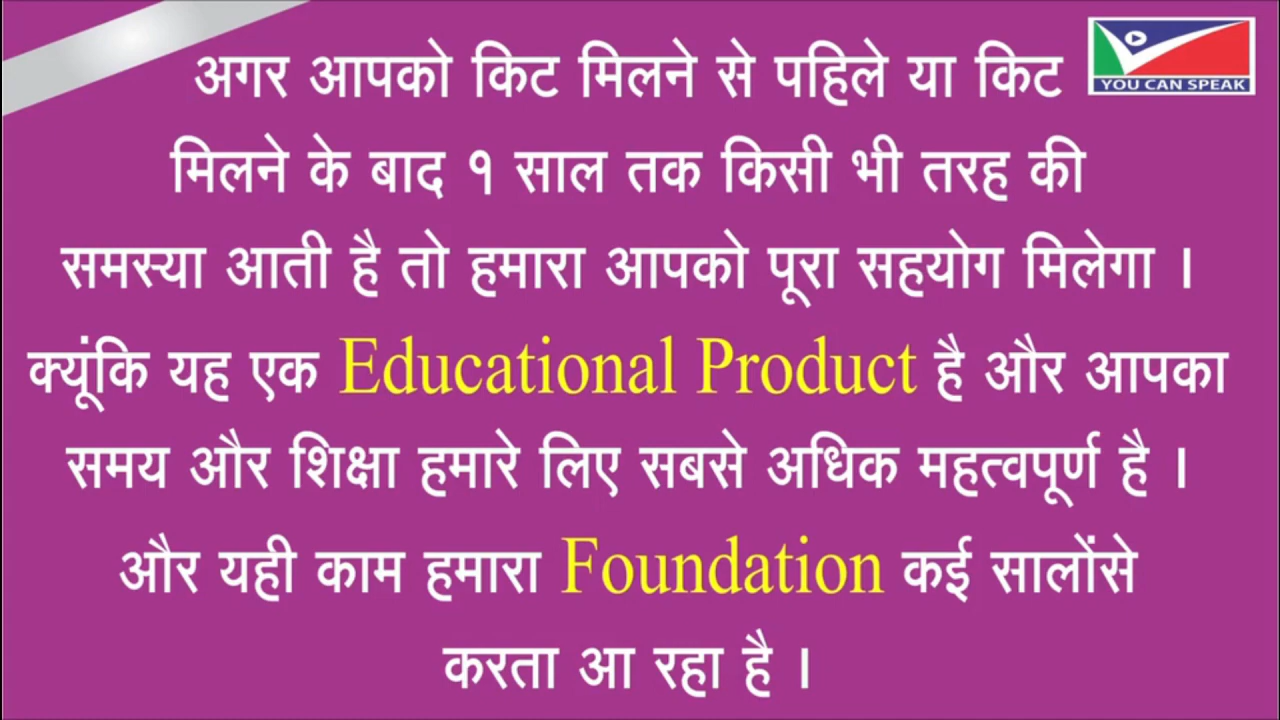 अगर आपको किट मिलने से पहिले या किट
YOU CAN SPEAK
मिलने के बाद १ साल तक किसी भी तरह की
समस्या आती है तो हमारा आपको पूरा सहयोग मिलेगा ।
क्यूंकि यह एक Educational Product है और आपका
समय और शिक्षा हमारे लिए सबसे अधिक महत्वपूर्ण है ।
और यही काम हमारा Foundation कई सालोंसे
करता आ रहा है ।